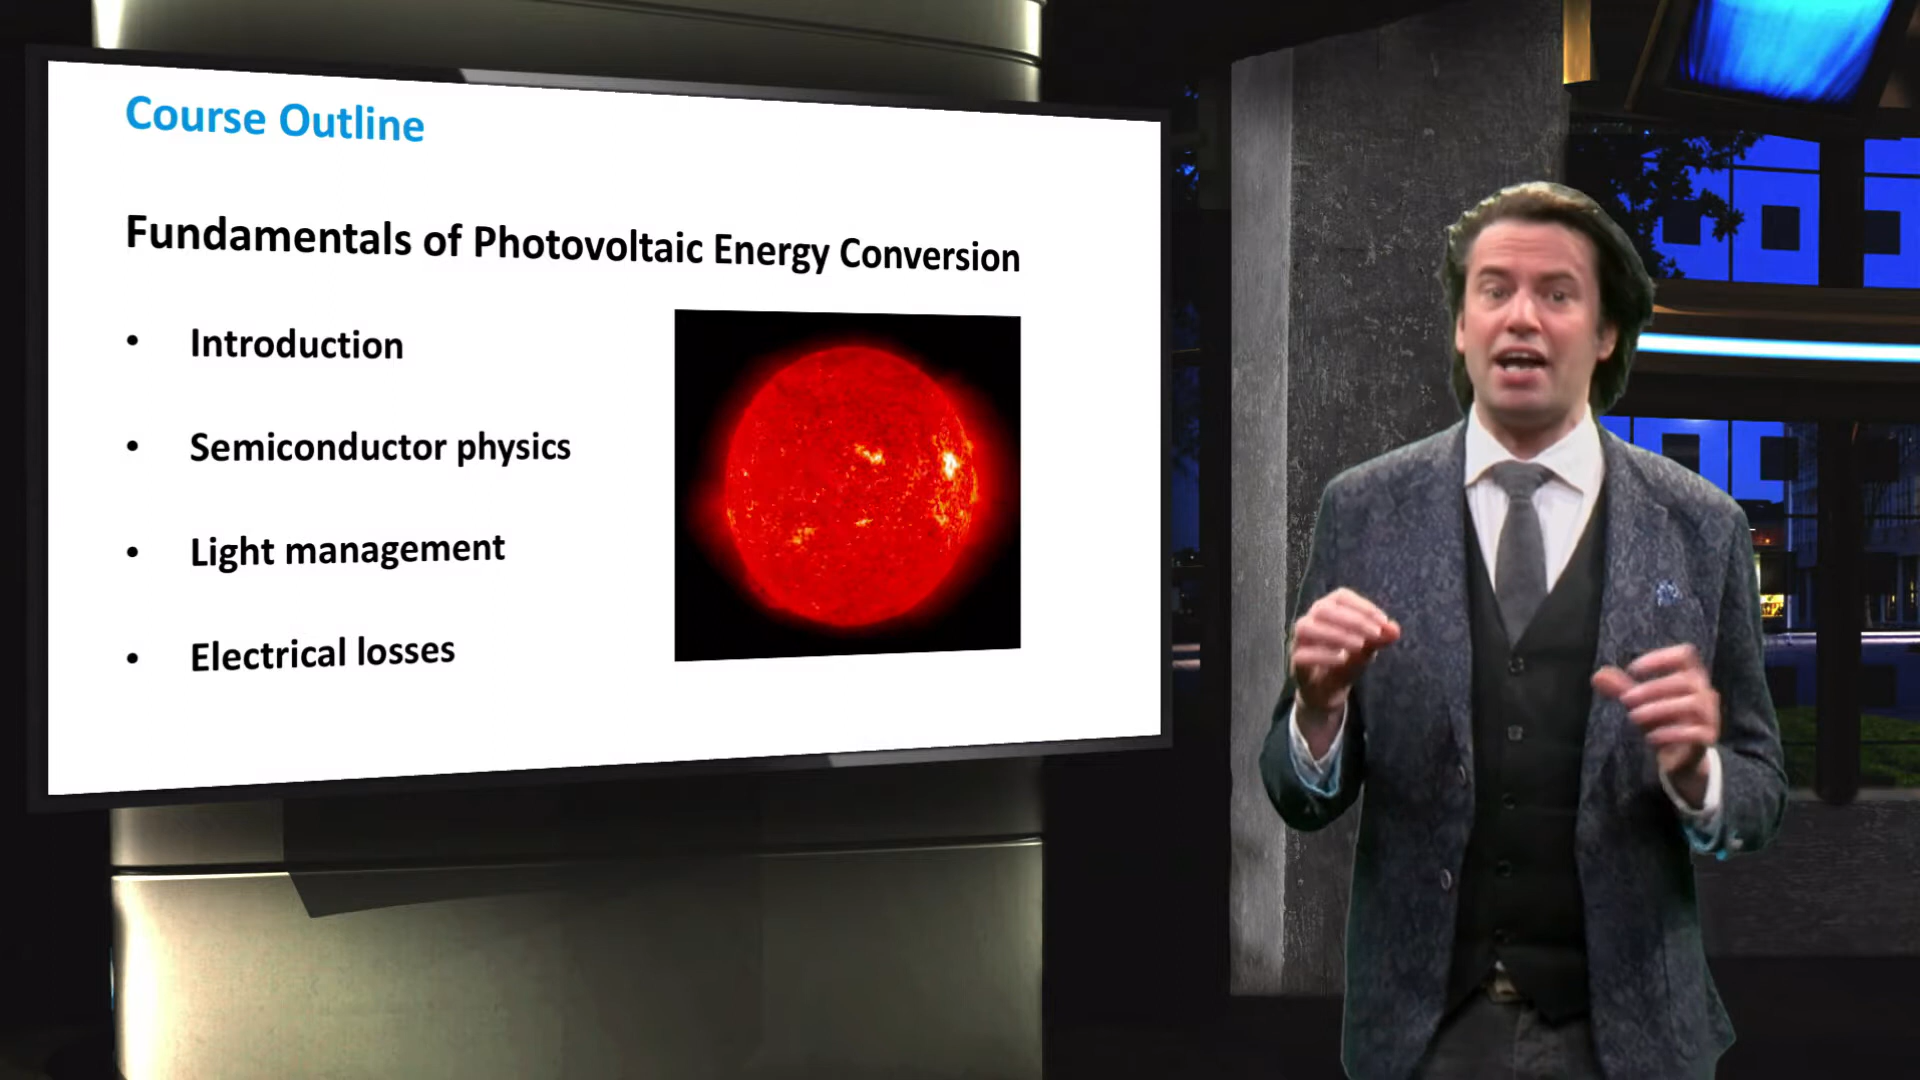 Course Outline
Fundamentals of Photovoltaic Energy Conversion
• Introduction
• Semiconductor physics
• Light management
• Electrical losses